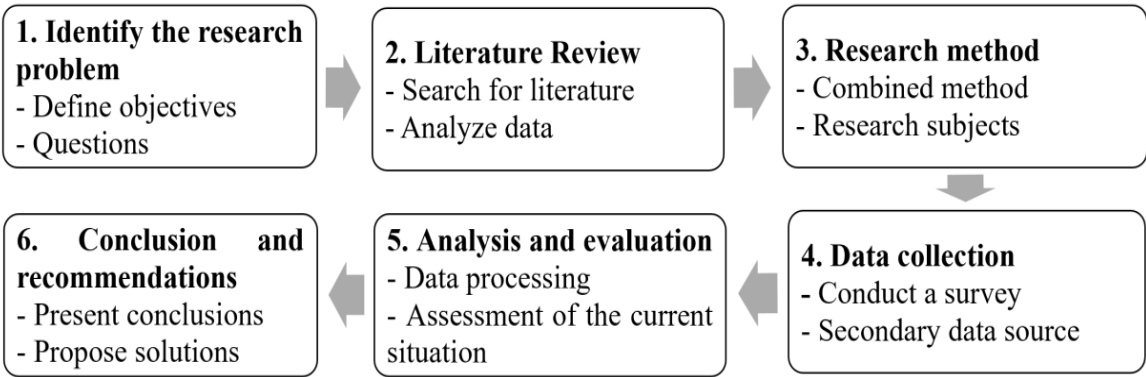 1. Identify the research
problem
- Define objectives
- Questions
2. Literature Review
- Search for literature
- Analyze data
3. Research method
- Combined method
- Research subjects
4. Data collection
- Conduct a survey
- Secondary data source
5. Analysis and evaluation
- Data processing
- Assessment of the current
situation
6. Conclusion and
recommendations
- Present conclusions
- Propose solutions